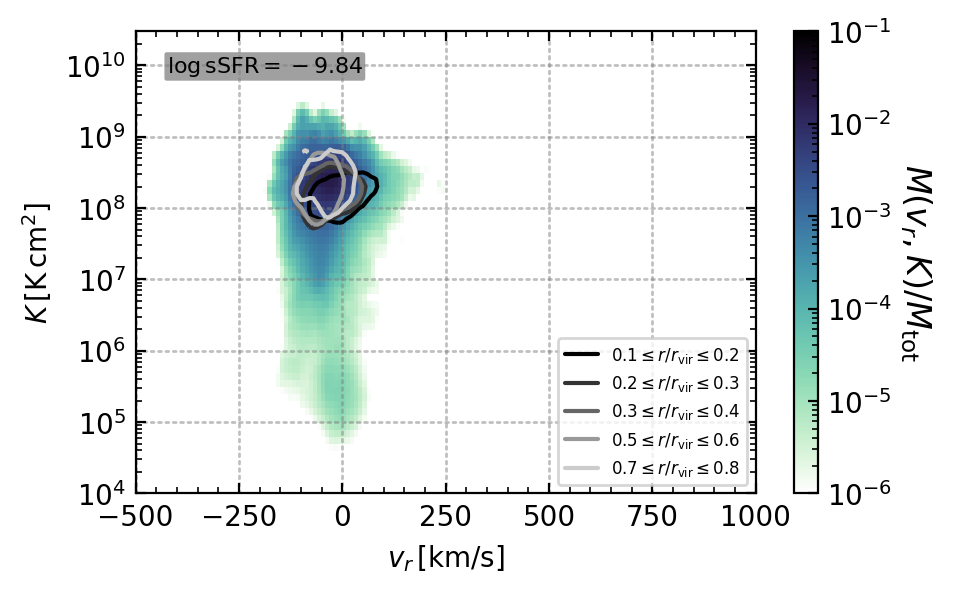 log sSFR = −9.84
10^10
10^9
10^8
10^7
10^6
10^5
10^4
K [K cm^2]
−500
−250
0
250
500
750
1000
v_r [km/s]
0.1 ≤ r/r_vir ≤ 0.2
0.2 ≤ r/r_vir ≤ 0.3
0.3 ≤ r/r_vir ≤ 0.4
0.5 ≤ r/r_vir ≤ 0.6
0.7 ≤ r/r_vir ≤ 0.8
10^−1
10^−2
10^−3
10^−4
10^−5
10^−6
M(v_r, K)/M_tot